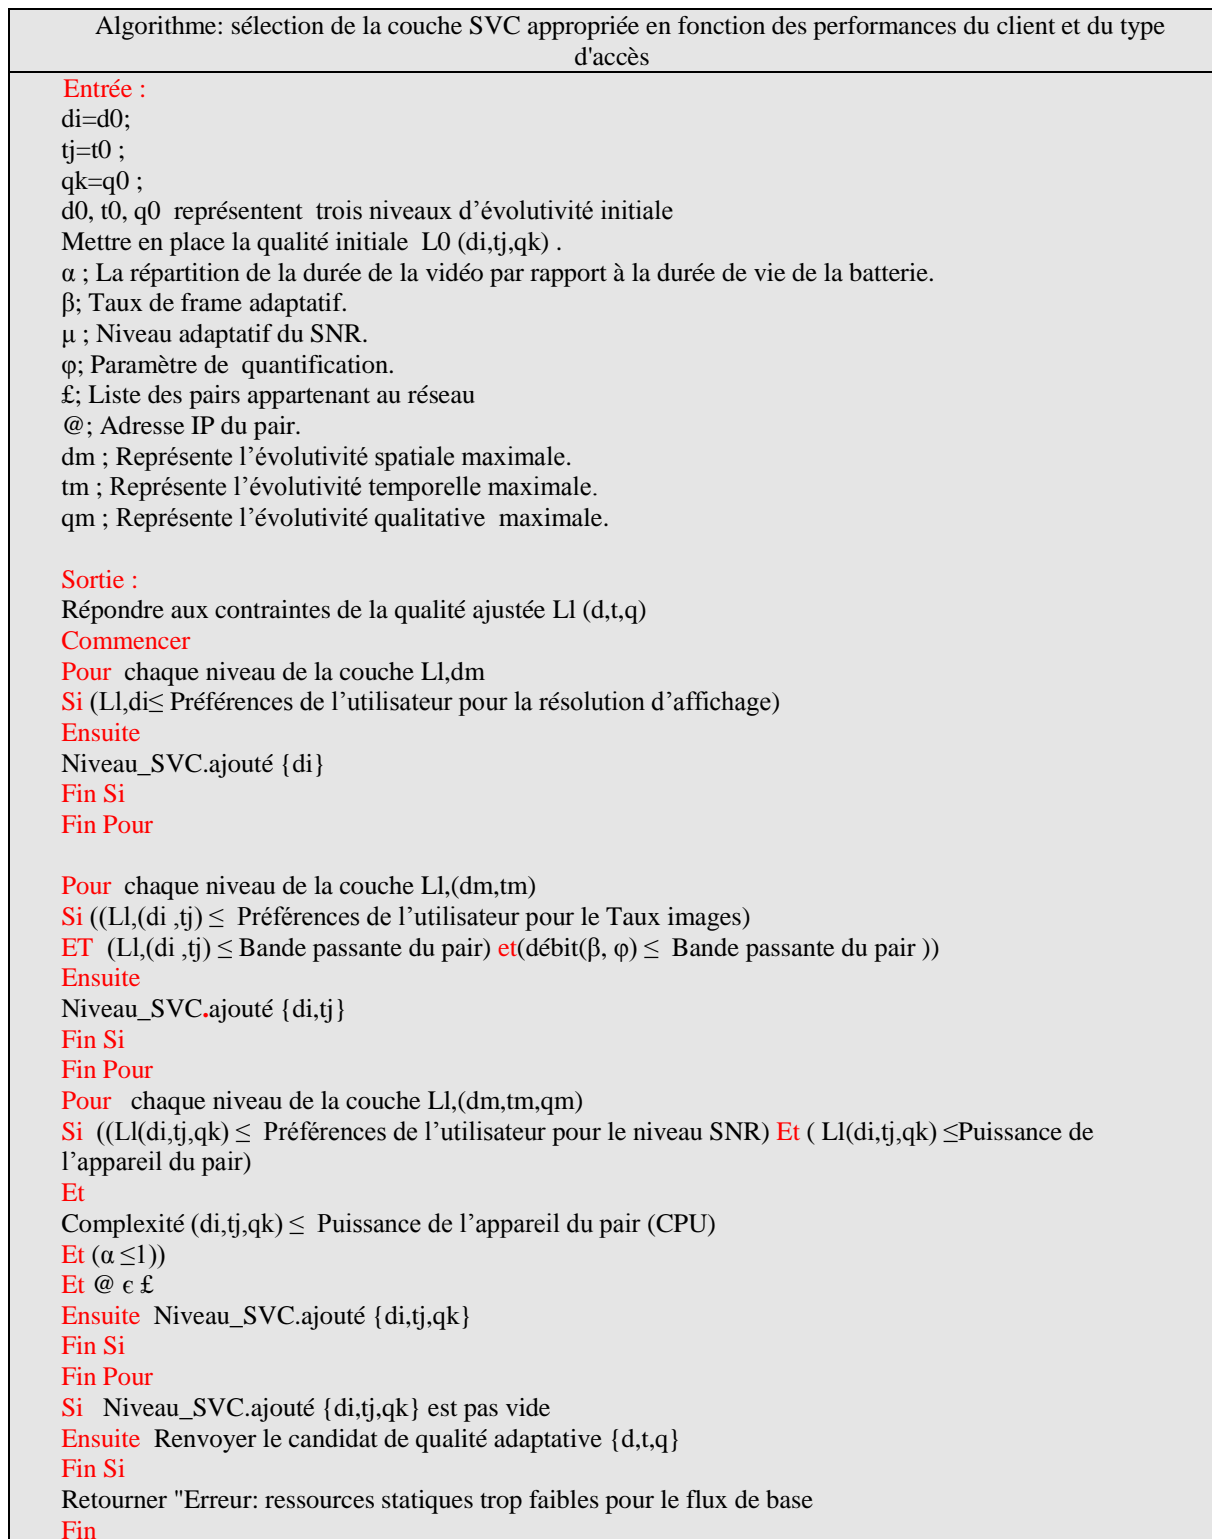 Algorithme: sélection de la couche SVC appropriée en fonction des performances du client et du type
d'accès
Entrée :
di=d0;
tj=t0 ;
qk=q0 ;
d0, t0, q0 représentent trois niveaux d’évolutivité initiale
Mettre en place la qualité initiale L0 (di,tj,qk) .
α ; La répartition de la durée de la vidéo par rapport à la durée de vie de la batterie.
β; Taux de frame adaptatif.
μ ; Niveau adaptatif du SNR.
φ; Paramètre de quantification.
£; Liste des pairs appartenant au réseau
@; Adresse IP du pair.
dm ; Représente l’évolutivité spatiale maximale.
tm ; Représente l’évolutivité temporelle maximale.
qm ; Représente l’évolutivité qualitative maximale.
Sortie :
Répondre aux contraintes de la qualité ajustée Ll (d,t,q)
Commencer
Pour chaque niveau de la couche Ll,dm
Si (Ll,di≤ Préférences de l’utilisateur pour la résolution d’affichage)
Ensuite
Niveau_SVC.ajouté {di}
Fin Si
Fin Pour
Pour chaque niveau de la couche Ll,(dm,tm)
Si ((Ll,(di ,tj) ≤ Préférences de l’utilisateur pour le Taux images)
ET (Ll,(di ,tj) ≤ Bande passante du pair) et(débit(β, φ) ≤ Bande passante du pair ))
Ensuite
Niveau_SVC.ajouté {di,tj}
Fin Si
Fin Pour
Pour chaque niveau de la couche Ll,(dm,tm,qm)
Si ((Ll(di,tj,qk) ≤ Préférences de l’utilisateur pour le niveau SNR) Et ( Ll(di,tj,qk) ≤Puissance de
l’appareil du pair)
Et
Complexité (di,tj,qk) ≤ Puissance de l’appareil du pair (CPU)
Et (α ≤1))
Et @ є £
Ensuite Niveau_SVC.ajouté {di,tj,qk}
Fin Si
Fin Pour
Si Niveau_SVC.ajouté {di,tj,qk} est pas vide
Ensuite Renvoyer le candidat de qualité adaptative {d,t,q}
Fin Si
Retourner "Erreur: ressources statiques trop faibles pour le flux de base
Fin